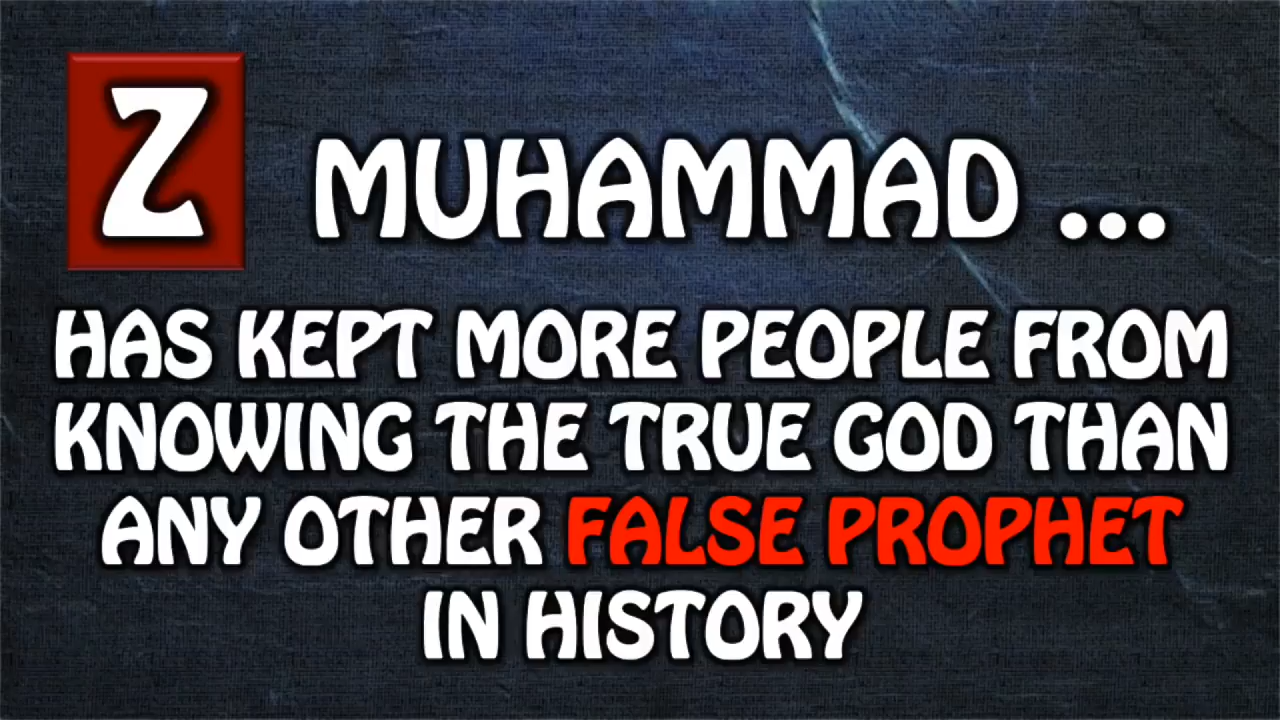 Z
MUHAMMAD ...
HAS KEPT MORE PEOPLE FROM
KNOWING THE TRUE GOD THAN
ANY OTHER FALSE PROPHET
IN HISTORY